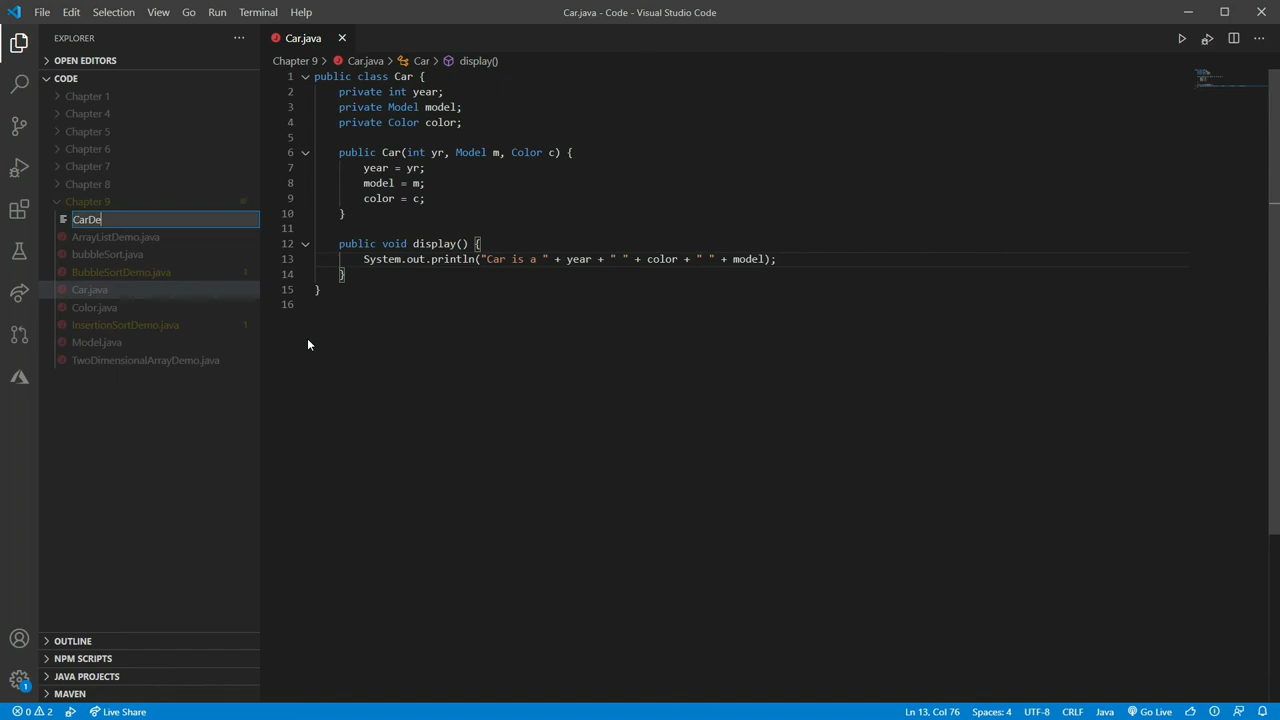 File Edit Selection View Go Run Terminal Help
Car.java - Code - Visual Studio Code
EXPLORER
OPEN EDITORS
CODE
Chapter 1
Chapter 4
Chapter 5
Chapter 6
Chapter 7
Chapter 8
Chapter 9
CarDe
ArrayListDemo.java
bubbleSort.java
BubbleSortDemo.java 4
Car.java
Color.java
InsertionSortDemo.java 1
Model.java
TwoDimensionalArrayDemo.java
OUTLINE
NPM SCRIPTS
JAVA PROJECTS
MAVEN
1
Car.java
Chapter 9 > Car.java > Car > display()
1 public class Car {
2 private int year;
3 private Model model;
4 private Color color;
5
6 public Car(int yr, Model m, Color c) {
7 year = yr;
8 model = m;
9 color = c;
10 }
11
12 public void display() {
13 System.out.println("Car is a " + year + " " + color + " " + model);
14 }
15 }
16
0 2 Live Share
Ln 13, Col 76 Spaces: 4 UTF-8 CRLF Java Go Live